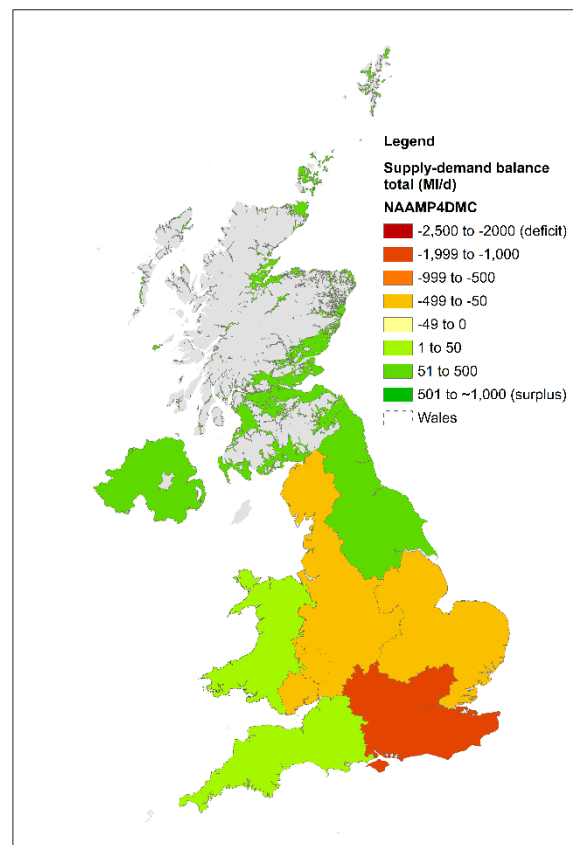 Legend
Supply-demand balance
total (Ml/d)
NAAMP4DMC
-2,500 to -2000 (deficit)
-1,999 to -1,000
-999 to -500
-499 to -50
-49 to 0
1 to 50
51 to 500
501 to ~1,000 (surplus)
Wales